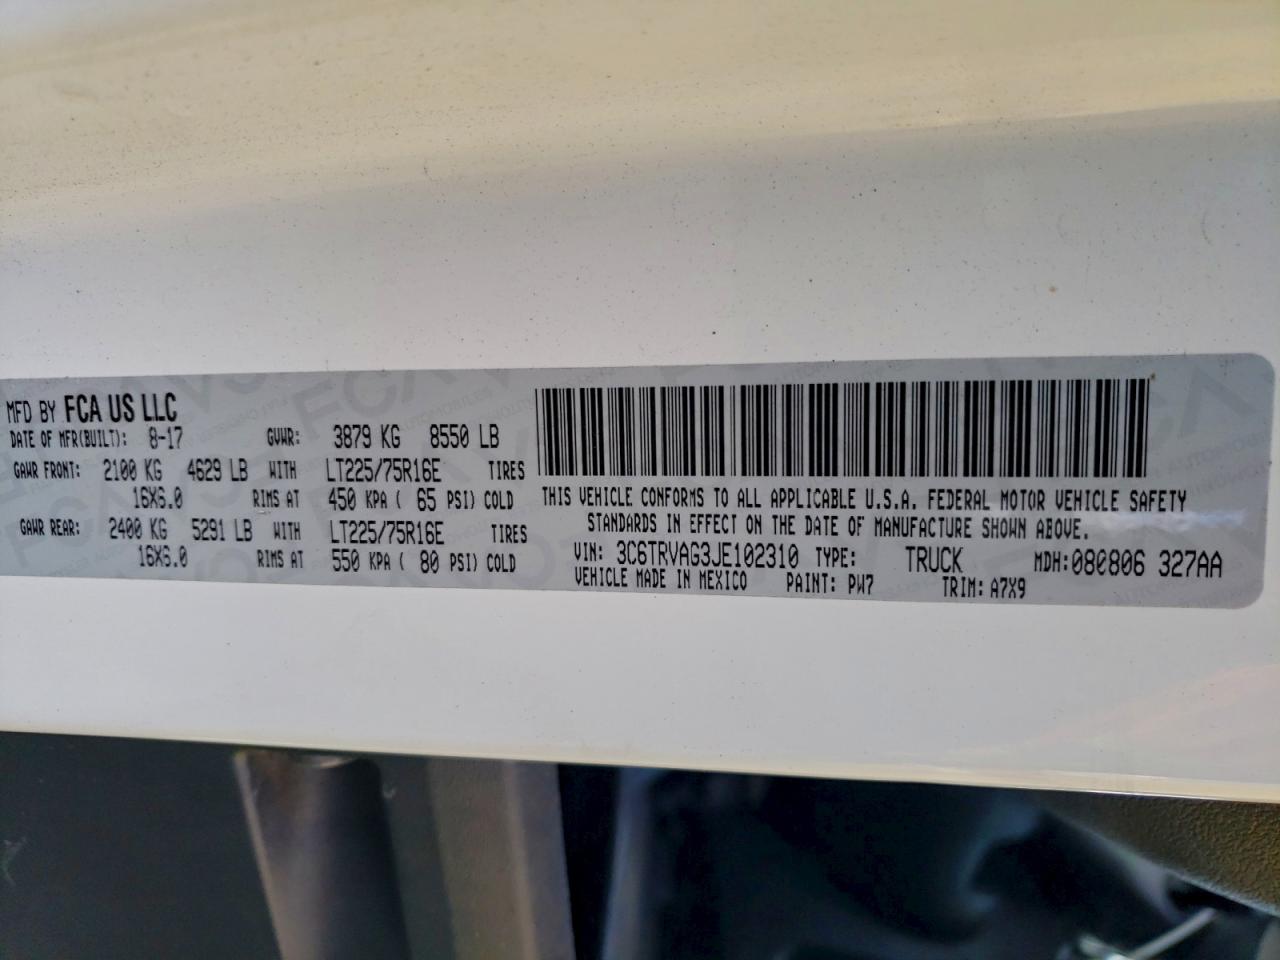 MFD BY FCA US LLC
DATE OF MFR(BUILT): 8-17 GVWR: 3879 KG 8550 LB
GAWR FRONT: 2100 KG 4629 LB WITH LT225/75R16E TIRES
16X6.0 RIMS AT 450 KPA ( 65 PSI) COLD
GAWR REAR: 2400 KG 5291 LB WITH LT225/75R16E TIRES
16X6.0 RIMS AT 550 KPA ( 80 PSI) COLD
THIS VEHICLE CONFORMS TO ALL APPLICABLE U.S.A. FEDERAL MOTOR VEHICLE SAFETY
STANDARDS IN EFFECT ON THE DATE OF MANUFACTURE SHOWN ABOVE.
VIN: 3C6TRVAG3JE102310 TYPE: TRUCK MDH:080806 327AA
VEHICLE MADE IN MEXICO PAINT: PW7 TRIM: A7X9